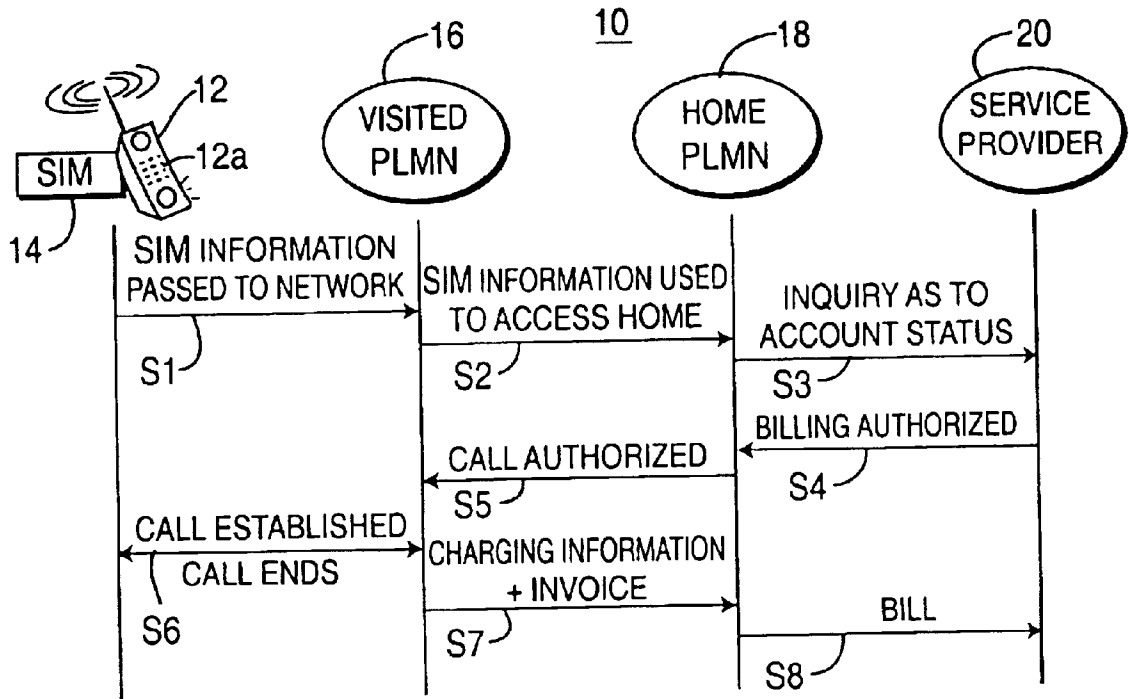 10
16
18
20
12
12a
SIM
14
VISITED
PLMN
HOME
PLMN
SERVICE
PROVIDER
SIM INFORMATION
PASSED TO NETWORK
S1
SIM INFORMATION USED
TO ACCESS HOME
S2
INQUIRY AS TO
ACCOUNT STATUS
S3
BILLING AUTHORIZED
S4
CALL AUTHORIZED
S5
CALL ESTABLISHED
CALL ENDS
S6
CHARGING INFORMATION
+ INVOICE
S7
BILL
S8